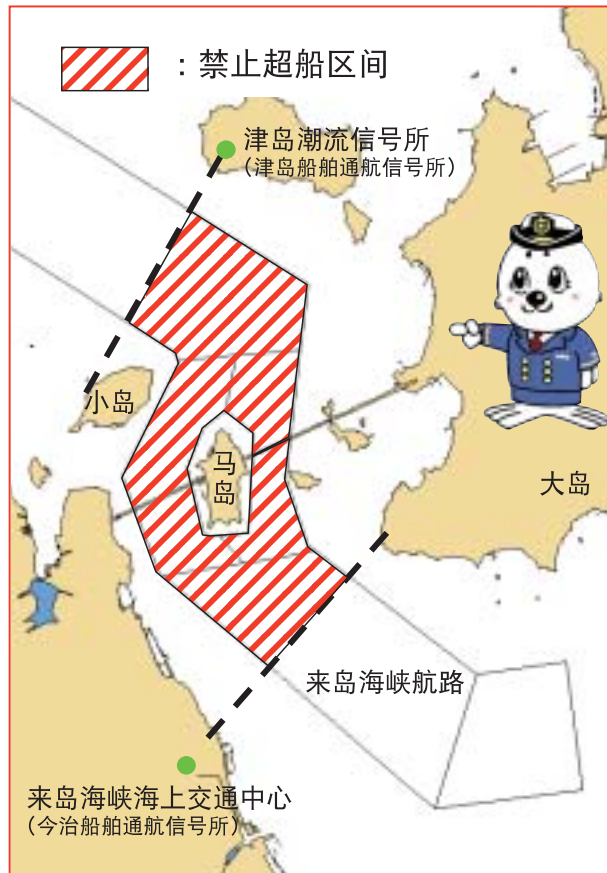 ：禁止超船区间
津岛潮流信号所
（津岛船舶通航信号所）
小岛
马
岛
大岛
来岛海峡航路
来岛海峡海上交通中心
（今治船舶通航信号所）